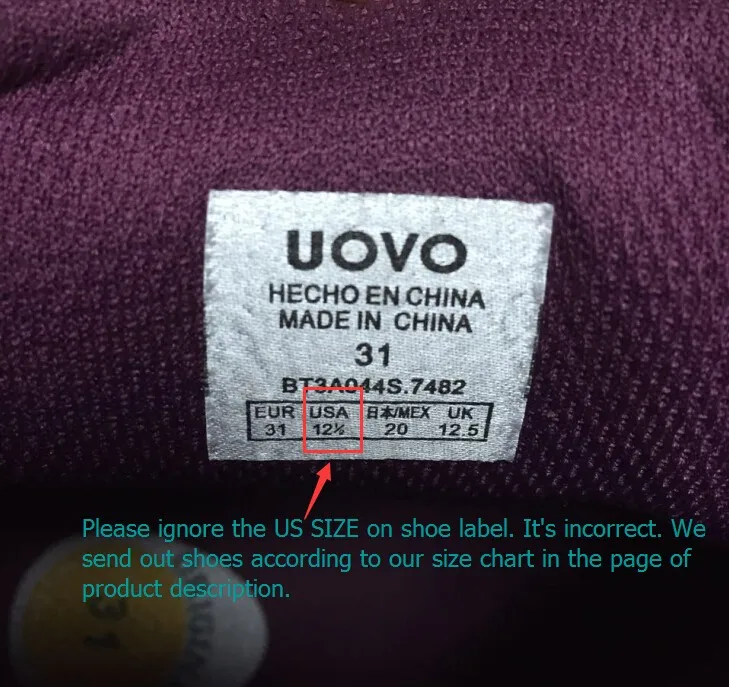 UOVO
HECHO EN CHINA
MADE IN CHINA
31
BT3A044S.7482
EUR USA 日本/MEX UK
31 12½ 20 12.5
Please ignore the US SIZE on shoe label. It's incorrect. We
send out shoes according to our size chart in the page of
product description.
31